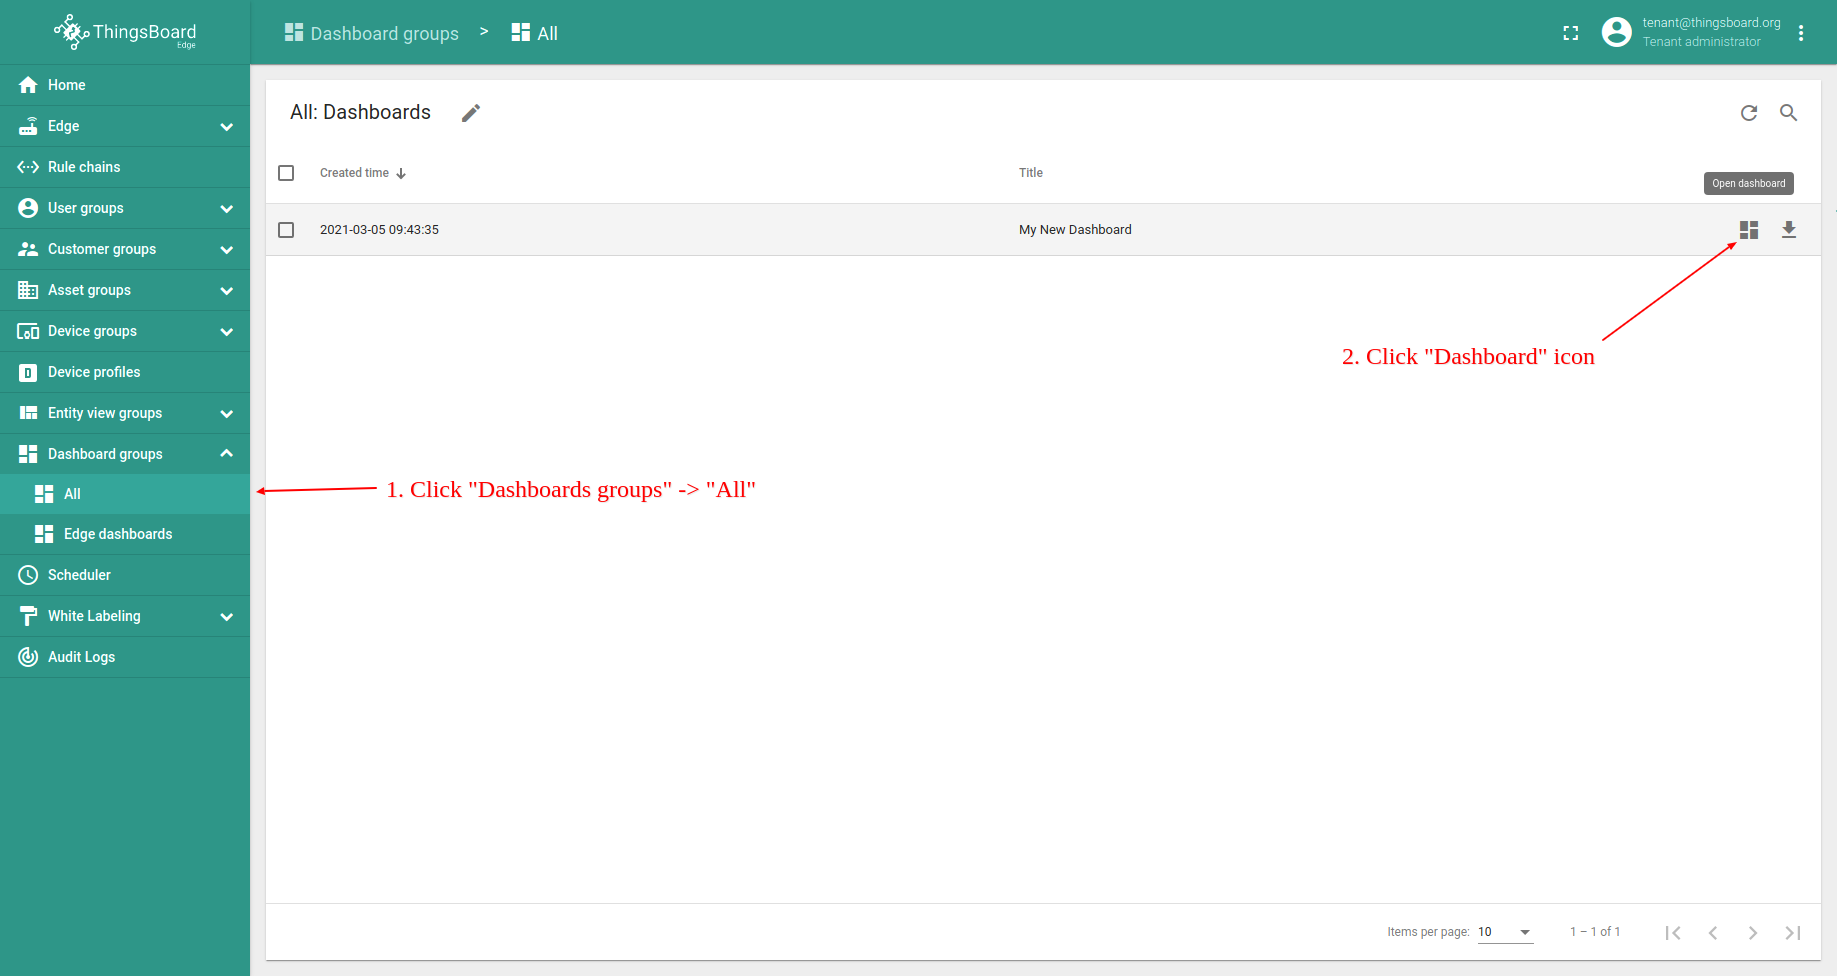 ThingsBoard
Edge
Dashboard groups > All
tenant@thingsboard.org
Tenant administrator
Home
Edge
Rule chains
User groups
Customer groups
Asset groups
Device groups
Device profiles
Entity view groups
Dashboard groups
All
Edge dashboards
Scheduler
White Labeling
Audit Logs
All: Dashboards
Created time
Title
Open dashboard
2021-03-05 09:43:35
My New Dashboard
2. Click "Dashboard" icon
1. Click "Dashboards groups" -> "All"
Items per page: 10
1 – 1 of 1